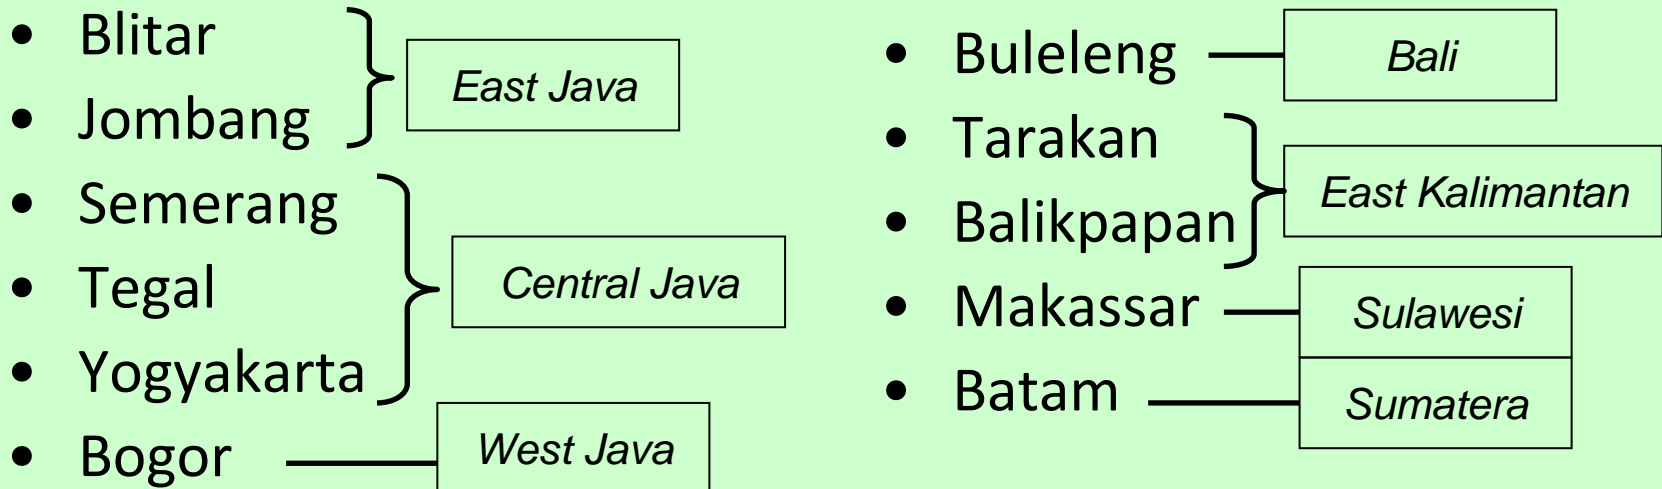 • Blitar
• Jombang
East Java
• Semerang
• Tegal
• Yogyakarta
Central Java
• Bogor
West Java
• Buleleng
Bali
• Tarakan
• Balikpapan
East Kalimantan
• Makassar
Sulawesi
• Batam
Sumatera